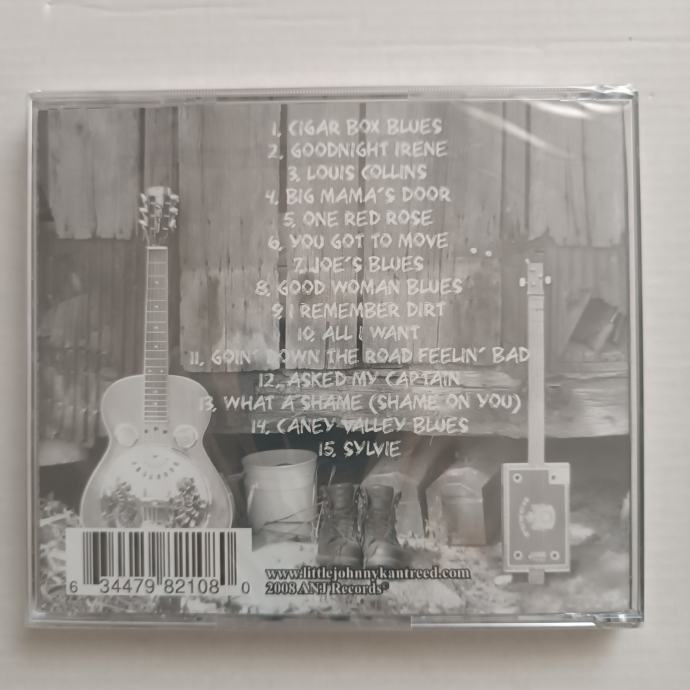 1. CIGAR BOX BLUES
2. GOODNIGHT IRENE
3. LOUIS COLLINS
4. BIG MAMA'S DOOR
5. ONE RED ROSE
6. YOU GOT TO MOVE
7. JOE'S BLUES
8. GOOD WOMAN BLUES
9. I REMEMBER DIRT
10. ALL I WANT
11. GOIN' DOWN THE ROAD FEELIN' BAD
12. ASKED MY CAPTAIN
13. WHAT A SHAME (SHAME ON YOU)
14. CANEY VALLEY BLUES
15. SYLVIE
6 34479 82108 0
www.littlejohnnykantreed.com
2008 ANJ Records©